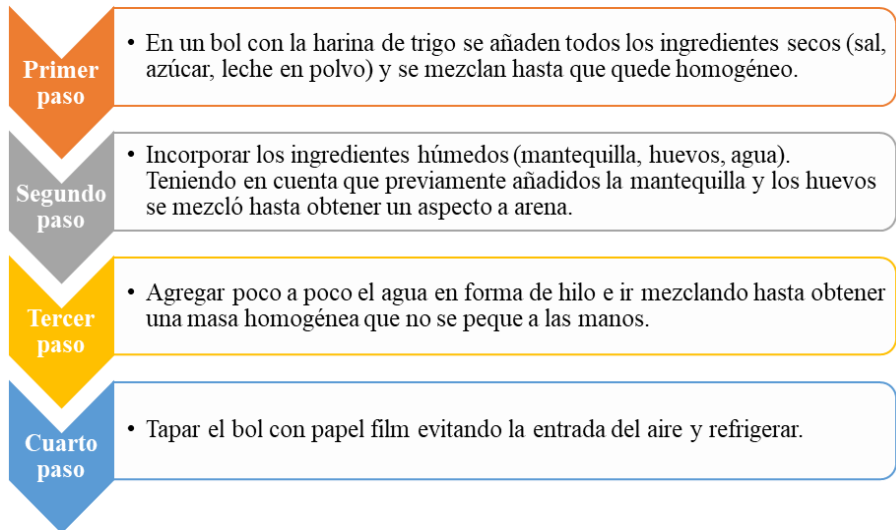 Primer
paso
• En un bol con la harina de trigo se añaden todos los ingredientes secos (sal,
azúcar, leche en polvo) y se mezclan hasta que quede homogéneo.
Segundo
paso
• Incorporar los ingredientes húmedos (mantequilla, huevos, agua).
Teniendo en cuenta que previamente añadidos la mantequilla y los huevos
se mezcló hasta obtener un aspecto a arena.
Tercer
paso
• Agregar poco a poco el agua en forma de hilo e ir mezclando hasta obtener
una masa homogénea que no se peque a las manos.
Cuarto
paso
• Tapar el bol con papel film evitando la entrada del aire y refrigerar.